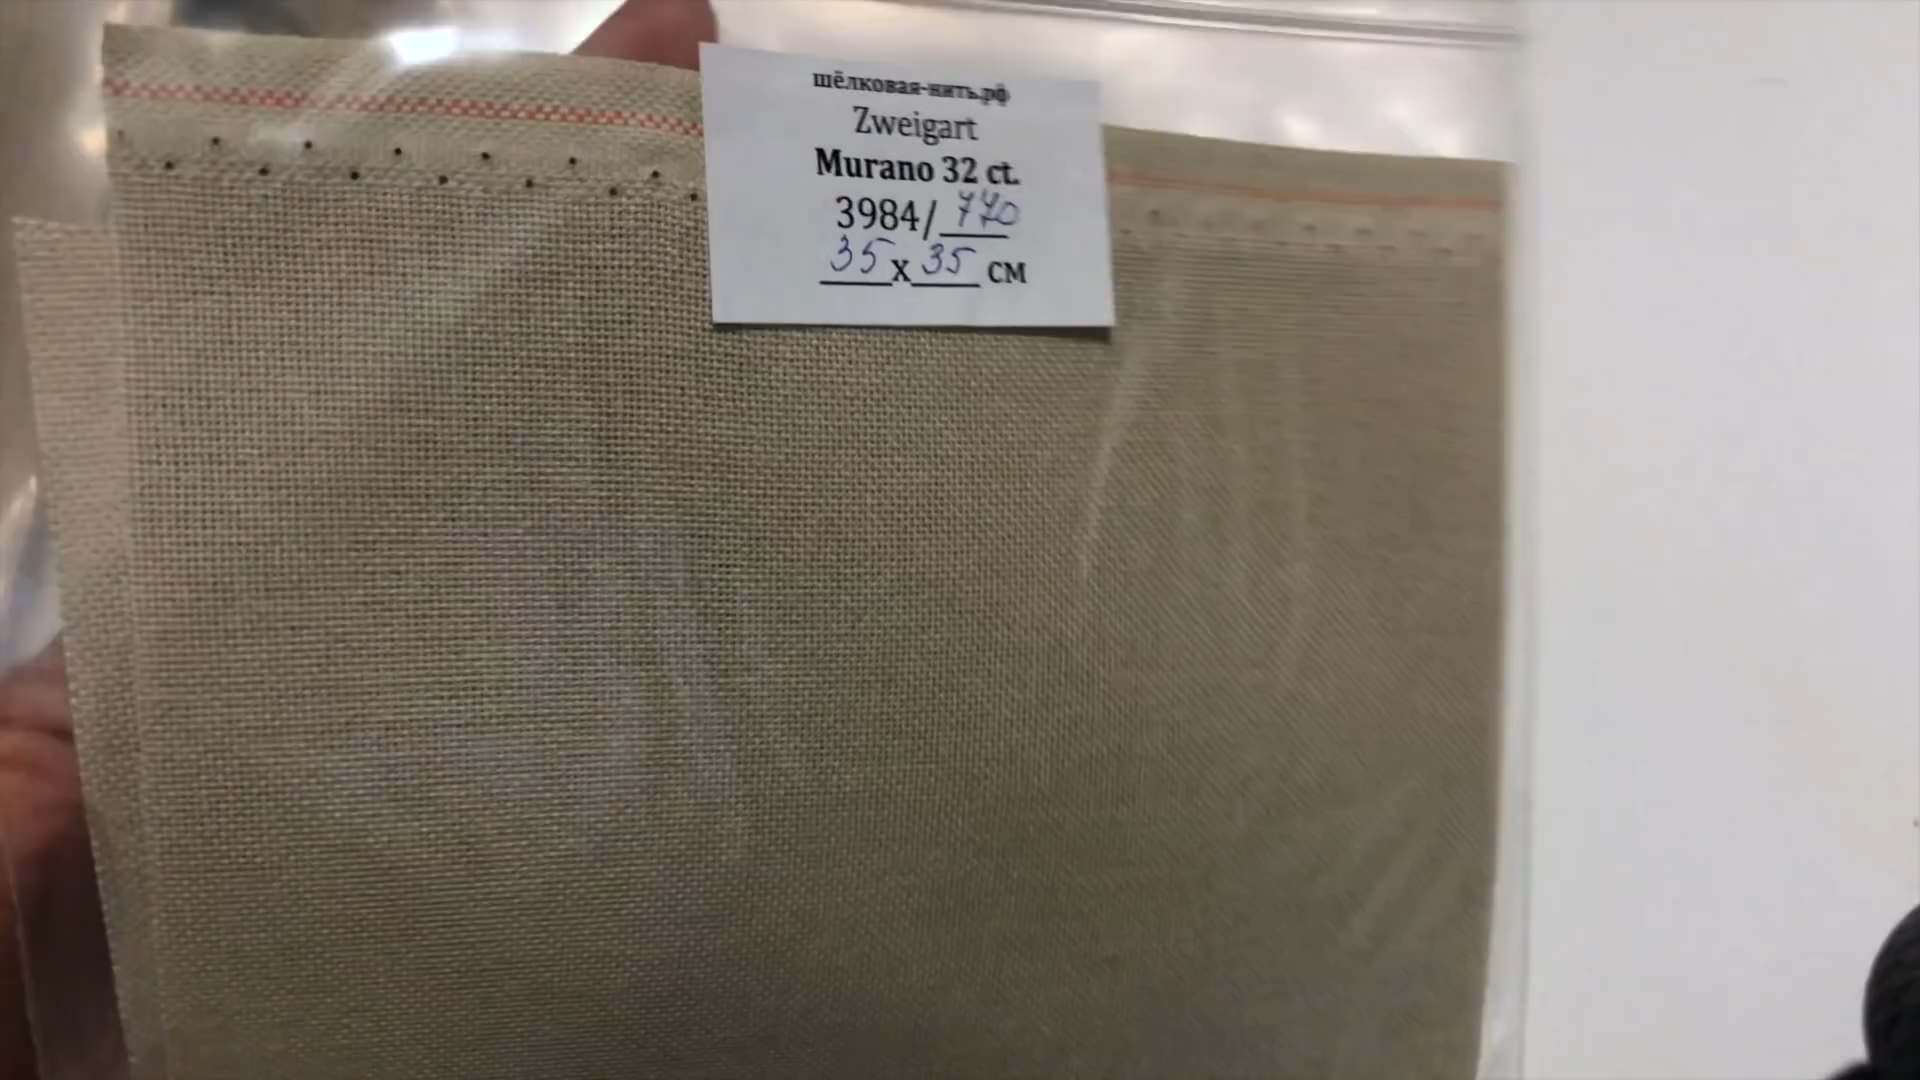 шёлковая-нить.рф
Zweigart
Murano 32 ct.
3984/ 770
35 х 35 см